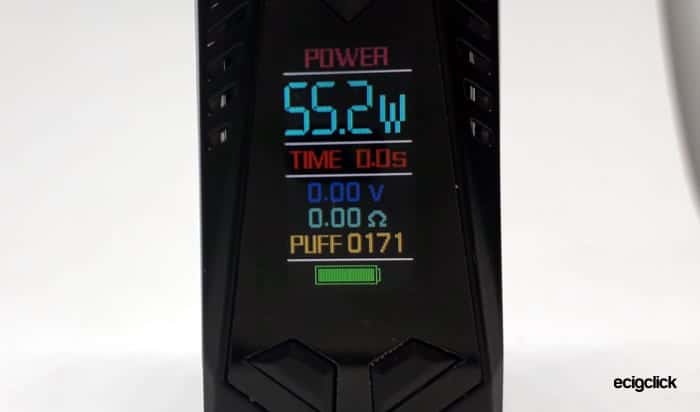 POWER
55.2W
TIME 0.0s
0.00 V
0.00 Ω
PUFF 0171
ecigclick